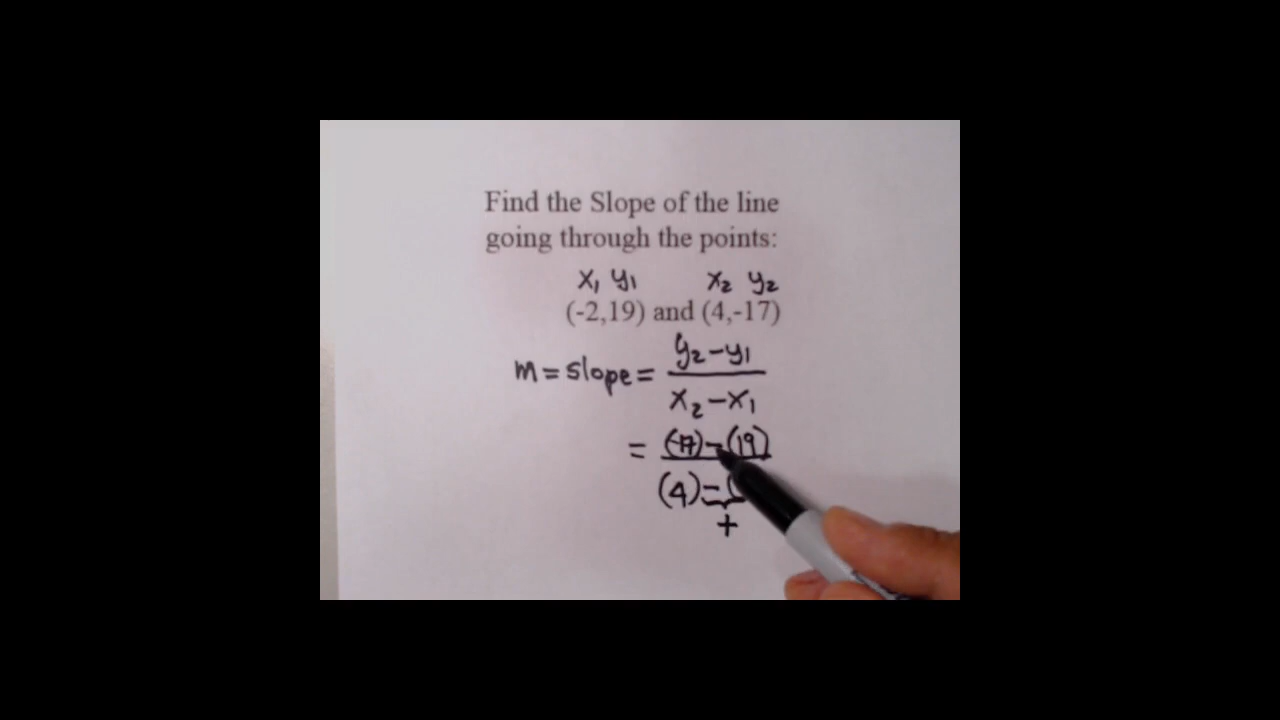 Find the Slope of the line
going through the points:
x₁ y₁ x₂ y₂
(-2,19) and (4,-17)
m = slope = y₂-y₁
x₂-x₁
= (-17)-(19)
(4)-(
+